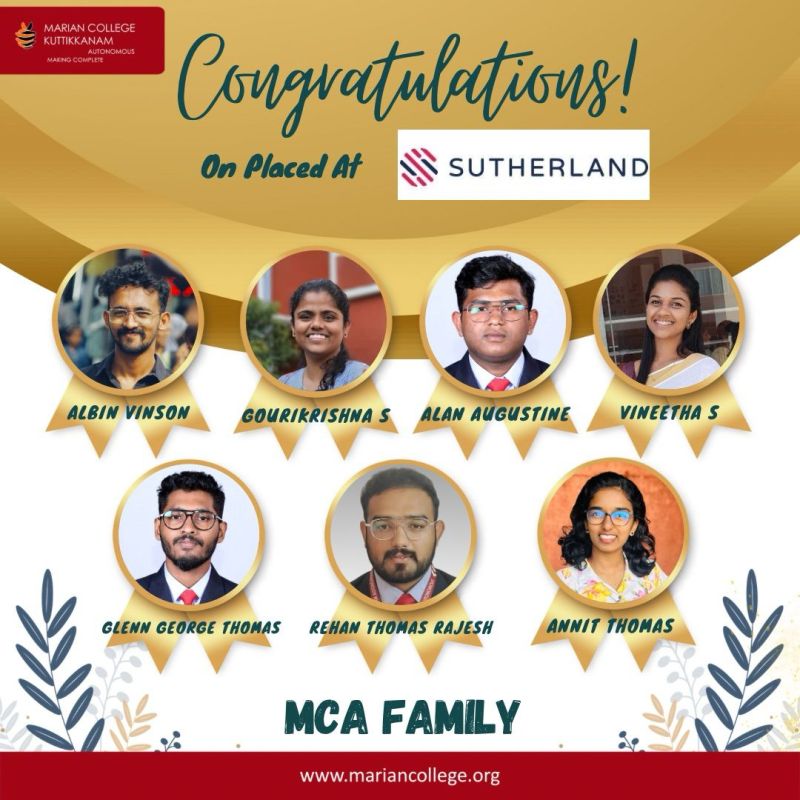 MARIAN COLLEGE
KUTTIKKANAM
AUTONOMOUS
MAKING COMPLETE
Congratulations!
On Placed At
SUTHERLAND
ALBIN VINSON
GOURIKRISHNA S
ALAN AUGUSTINE
VINEETHA S
GLENN GEORGE THOMAS
REHAN THOMAS RAJESH
ANNIT THOMAS
MCA FAMILY
www.mariancollege.org